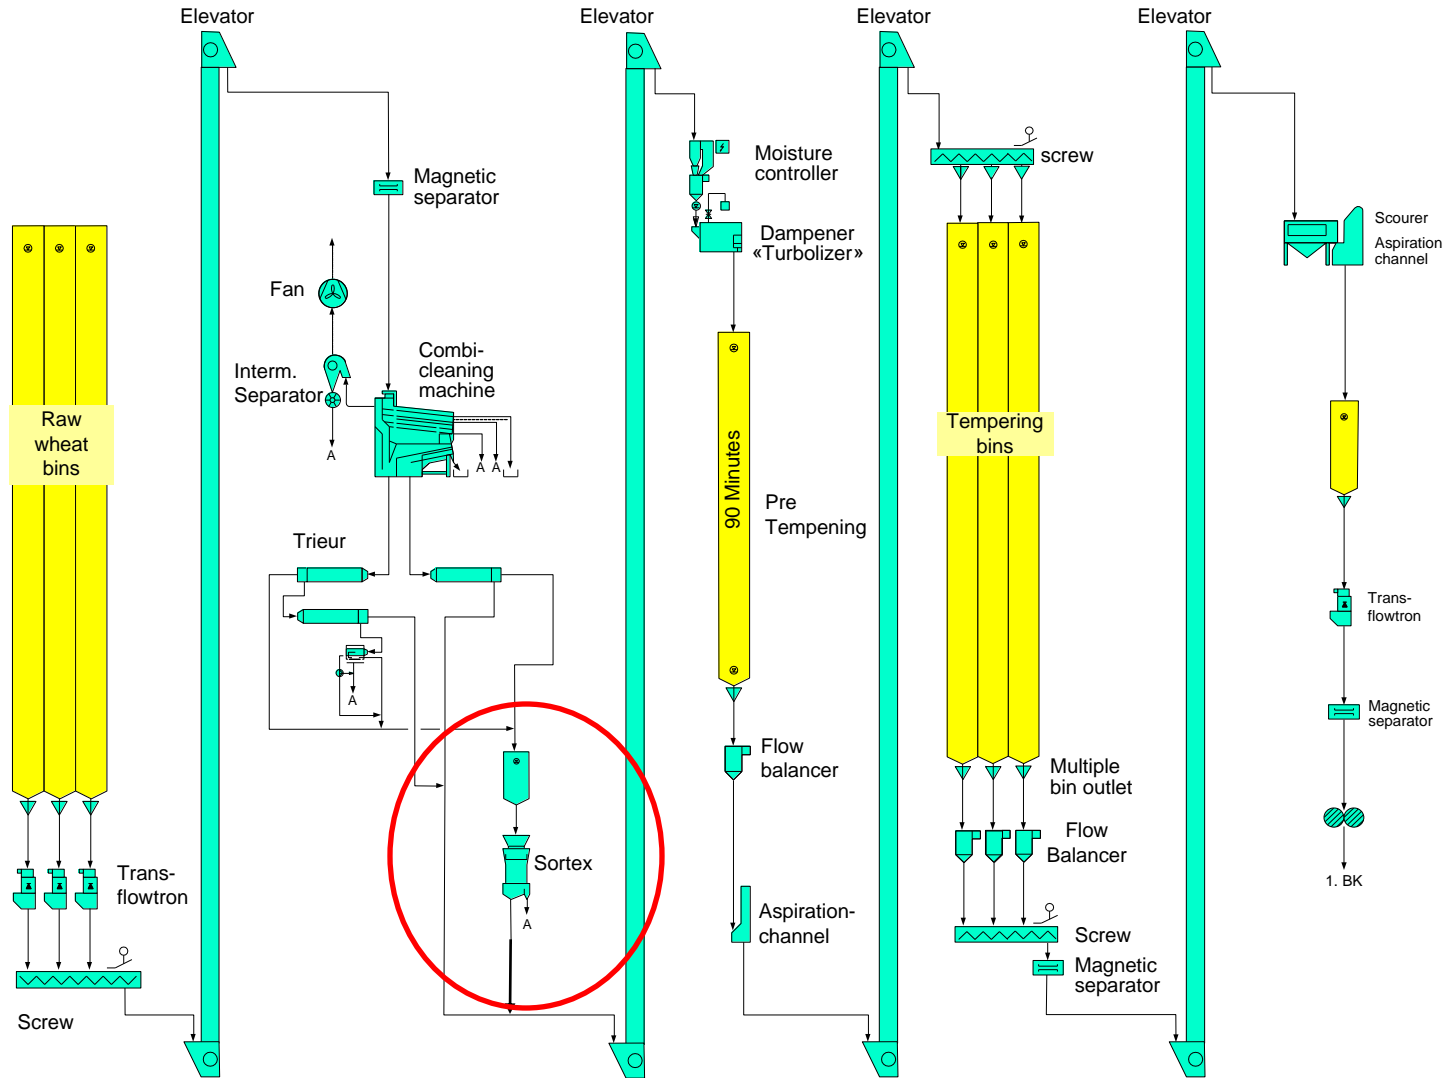 Elevator
Elevator
Elevator
Elevator
Raw
wheat
bins
Trans-
flowtron
Screw
Magnetic
separator
Fan
Interm.
Separator
A
Combi-
cleaning
machine
A
A
Trieur
A
Sortex
A
Moisture
controller
Dampener
«Turbolizer»
90 Minutes
Pre
Tempening
Flow
balancer
Aspiration-
channel
screw
Tempering
bins
Multiple
bin outlet
Flow
Balancer
Screw
Magnetic
separator
Scourer
Aspiration
channel
Trans-
flowtron
Magnetic
separator
1. BK